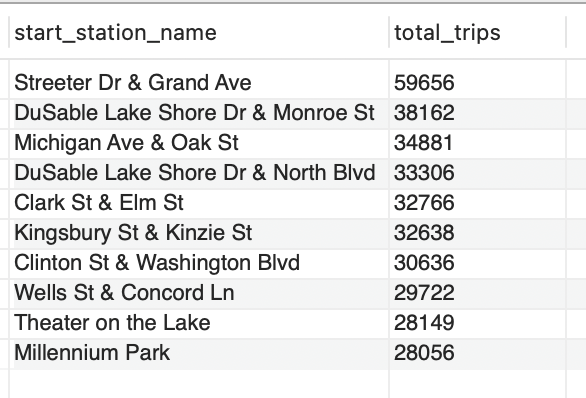 start_station_name total_trips
Streeter Dr & Grand Ave 59656
DuSable Lake Shore Dr & Monroe St 38162
Michigan Ave & Oak St 34881
DuSable Lake Shore Dr & North Blvd 33306
Clark St & Elm St 32766
Kingsbury St & Kinzie St 32638
Clinton St & Washington Blvd 30636
Wells St & Concord Ln 29722
Theater on the Lake 28149
Millennium Park 28056